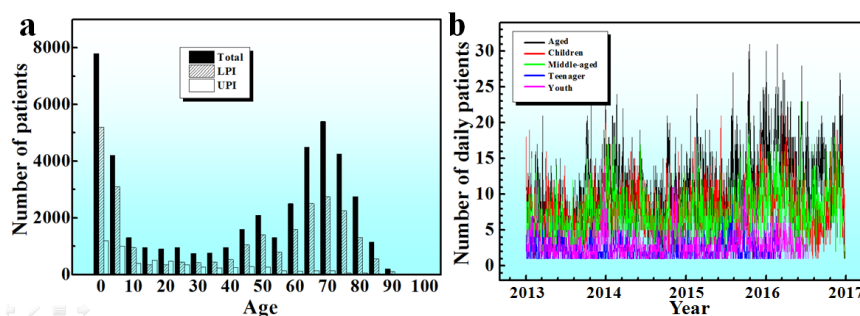 a
8000
6000
4000
2000
0
Number of patients
Total
LPI
UPI
0 10 20 30 40 50 60 70 80 90 100
Age
b
30
25
20
15
10
5
0
Number of daily patients
Aged
Children
Middle-aged
Teenager
Youth
2013 2014 2015 2016 2017
Year